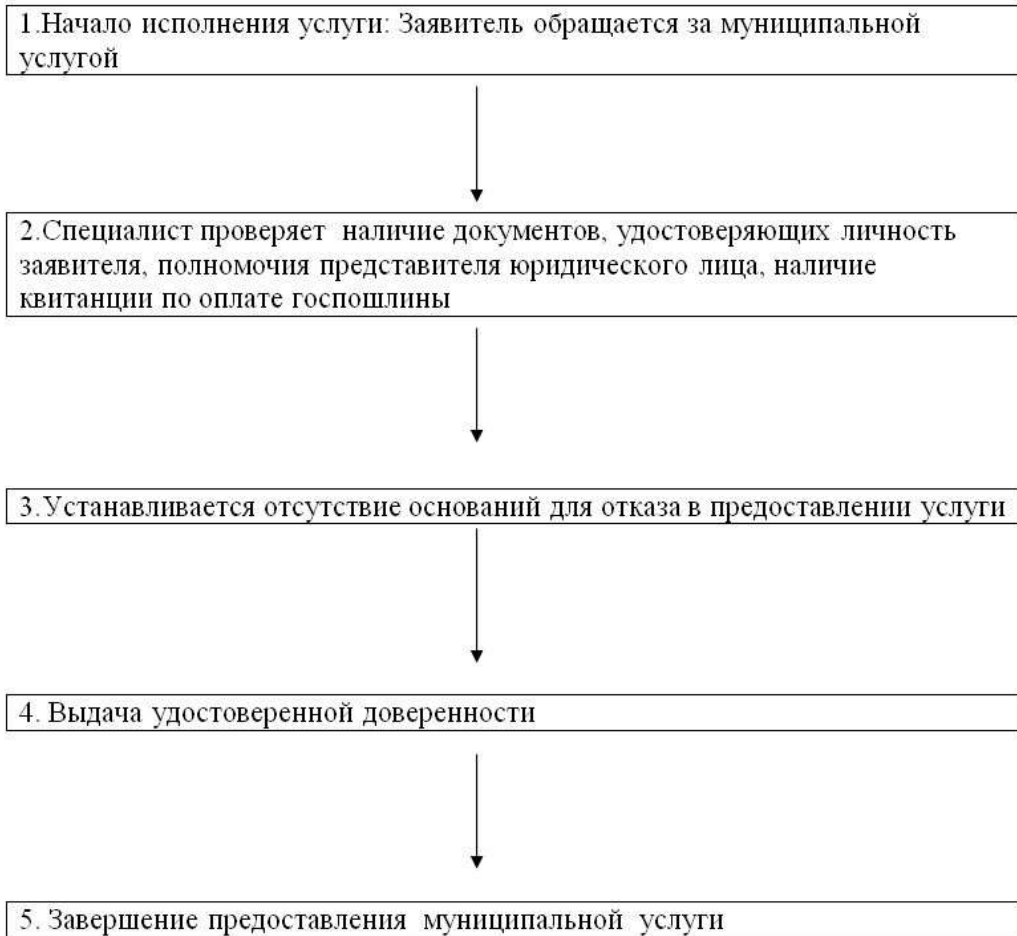 1.Начало исполнения услуги: Заявитель обращается за муниципальной
услугой
2.Специалист проверяет наличие документов, удостоверяющих личность
заявителя, полномочия представителя юридического лица, наличие
квитанции по оплате госпошлины
3.Устанавливается отсутствие оснований для отказа в предоставлении услуги
4. Выдача удостоверенной доверенности
5. Завершение предоставления муниципальной услуги